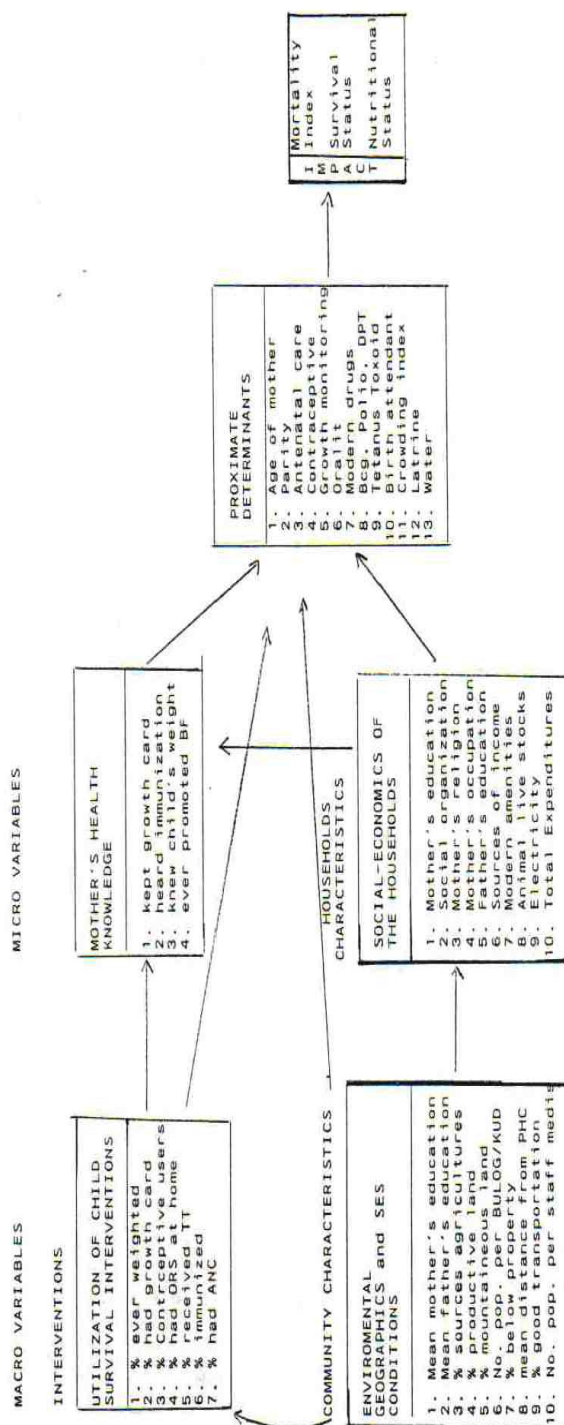 MACRO VARIABLES
MICRO VARIABLES
INTERVENTIONS
UTILIZATION OF CHILD
SURVIVAL INTERVENTIONS
1. % ever weighted
2. % had growth card
3. % Contrceptive users
4. % had ORS at home
5. % received TT
6. % immunized
7. % had ANC
MOTHER'S HEALTH
KNOWLEDGE
1. kept growth card
2. heard immunization
3. knew child's weight
4. ever promoted BF
PROXIMATE
DETERMINANTS
1. Age of mother
2. Parity
3. Antenatal care
4. Contraceptive
5. Growth monitoring
6. Oralit
7. Modern drugs
8. Bcg. Polio. DPT
9. Tetanus Toxoid
10. Birth attendant
11. Crowding index
12. Latrine
13. Water
I Mortality
M Index
P Survival
A Status
C
T Nutritional
Status
COMMUNITY CHARACTERISTICS
ENVIROMENTAL
GEOGRAPHICS and SES
CONDITIONS
1. Mean mother's education
2. Mean father's education
3. % sources agricultures
4. % productive land
5. % mountaineous land
6. No. pop. per BULOG/KUD
7. % below property
8. mean distance from PHC
9. % good transportation
10. No. pop. per staff medis
HOUSEHOLDS
CHARACTERISTICS
SOCIAL-ECONOMICS OF
THE HOUSEHOLDS
1. Mother's education
2. Social organization
3. Mother's religion
4. Mother's occupation
5. Father's education
6. Sources of income
7. Modern amenities
8. Animal live stocks
9. Electricity
10. Total Expenditures